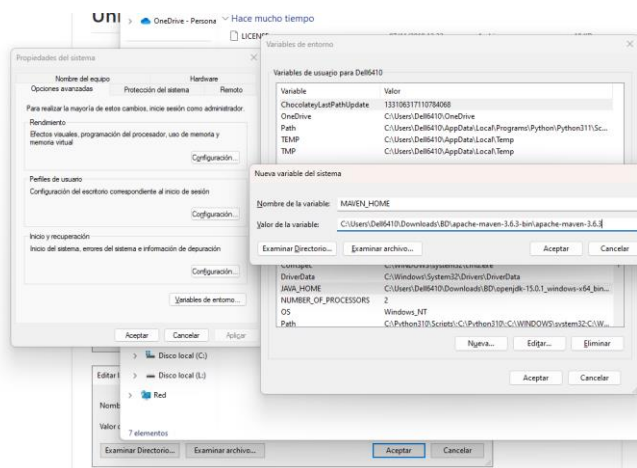 OneDrive - Persona
Hace mucho tiempo
LICENSE
Propiedades del sistema
Nombre del equipo
Hardware
Opciones avanzadas
Protección del sistema
Remoto
Para realizar la mayoría de estos cambios, inicie sesión como administrador.
Rendimiento
Efectos visuales, programación del procesador, uso de memoria y
memoria virtual
Configuración...
Perfiles de usuario
Configuración del escritorio correspondiente al inicio de sesión
Configuración...
Inicio y recuperación
Inicio del sistema, errores del sistema e información de depuración
Configuración...
Variables de entorno...
Aceptar
Cancelar
Aplicar
Variables de entorno
Variables de usuario para Dell6410
Variable
Valor
ChocolateyLastPathUpdate
133106317110784068
OneDrive
C:\Users\Dell6410\OneDrive
Path
C:\Users\Dell6410\AppData\Local\Programs\Python\Python311\Sc...
TEMP
C:\Users\Dell6410\AppData\Local\Temp
TMP
C:\Users\Dell6410\AppData\Local\Temp
Nueva variable del sistema
Nombre de la variable:
MAVEN_HOME
Valor de la variable:
C:\Users\Dell6410\Downloads\BD\apache-maven-3.6.3-bin\apache-maven-3.6.3
Examinar Directorio...
Examinar archivo...
Aceptar
Cancelar
ComSpec
C:\WINDOWS\system32\cmd.exe
DriverData
C:\Windows\System32\Drivers\DriverData
JAVA_HOME
C:\Users\Dell6410\Downloads\BD\openjdk-15.0.1_windows-x64_bin...
NUMBER_OF_PROCESSORS
2
OS
Windows_NT
Path
C:\Python310\Scripts\;C:\Python310\;C:\WINDOWS\system32;C:\W...
Nueva...
Editar...
Eliminar
Aceptar
Cancelar
Disco local (C:)
Disco local (L:)
Red
7 elementos
Editar
Nomb
Valor
Examinar Directorio...
Examinar archivo...
Aceptar
Cancelar